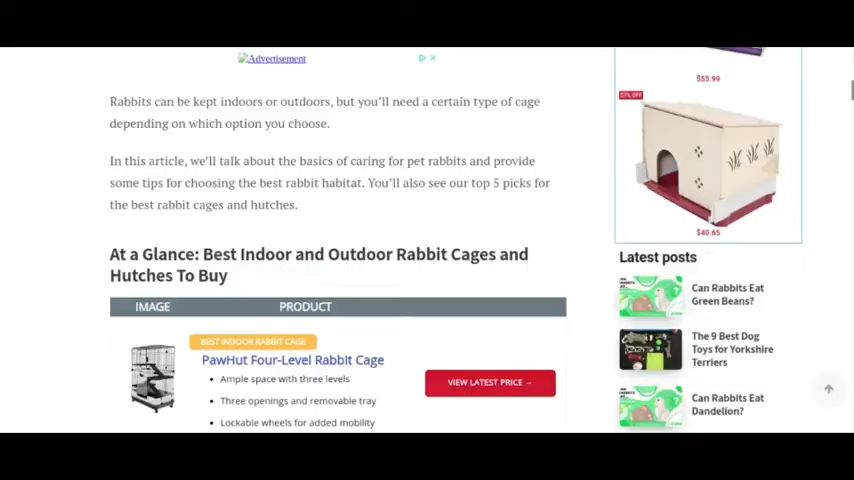 Advertisement
$55.99
57% OFF
Rabbits can be kept indoors or outdoors, but you'll need a certain type of cage
depending on which option you choose.
In this article, we'll talk about the basics of caring for pet rabbits and provide
some tips for choosing the best rabbit habitat. You'll also see our top 5 picks for
the best rabbit cages and hutches.
$40.65
At a Glance: Best Indoor and Outdoor Rabbit Cages and
Hutches To Buy
IMAGE PRODUCT
BEST INDOOR RABBIT CAGE
PawHut Four-Level Rabbit Cage
Ample space with three levels
Three openings and removable tray
Lockable wheels for added mobility
VIEW LATEST PRICE →
Latest posts
Can Rabbits Eat
Green Beans?
The 9 Best Dog
Toys for Yorkshire
Terriers
Can Rabbits Eat
Dandelion?